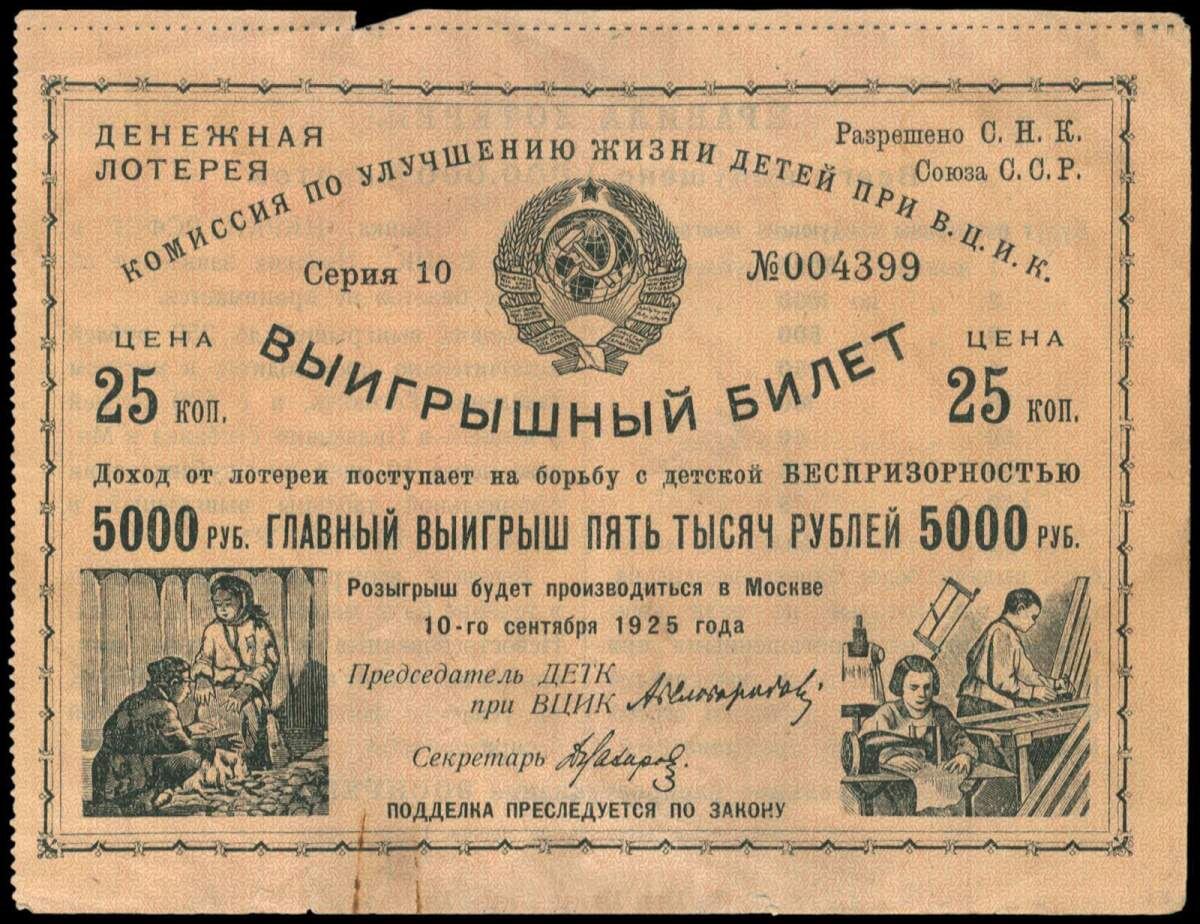 ДЕНЕЖНАЯ
ЛОТЕРЕЯ
Разрешено С. Н. К.
Союза С. С. Р.
КОМИССИЯ ПО УЛУЧШЕНИЮ ЖИЗНИ ДЕТЕЙ ПРИ В. Ц. И. К.
Серия 10
№004399
ЦЕНА
25 КОП.
ВЫИГРЫШНЫЙ БИЛЕТ
ЦЕНА
25 КОП.
Доход от лотереи поступает на борьбу с детской БЕСПРИЗОРНОСТЬЮ
5000 РУБ. ГЛАВНЫЙ ВЫИГРЫШ ПЯТЬ ТЫСЯЧ РУБЛЕЙ 5000 РУБ.
Розыгрыш будет производиться в Москве
10-го сентября 1925 года
Председатель ДЕТК
при ВЦИК
Секретарь
ПОДДЕЛКА ПРЕСЛЕДУЕТСЯ ПО ЗАКОНУ